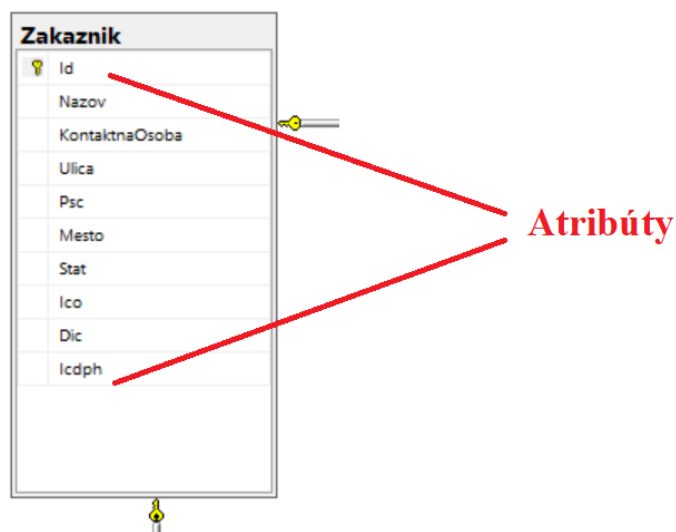 Zakaznik
Id
Nazov
KontaktnaOsoba
Ulica
Psc
Mesto
Stat
Ico
Dic
Icdph
Atribúty